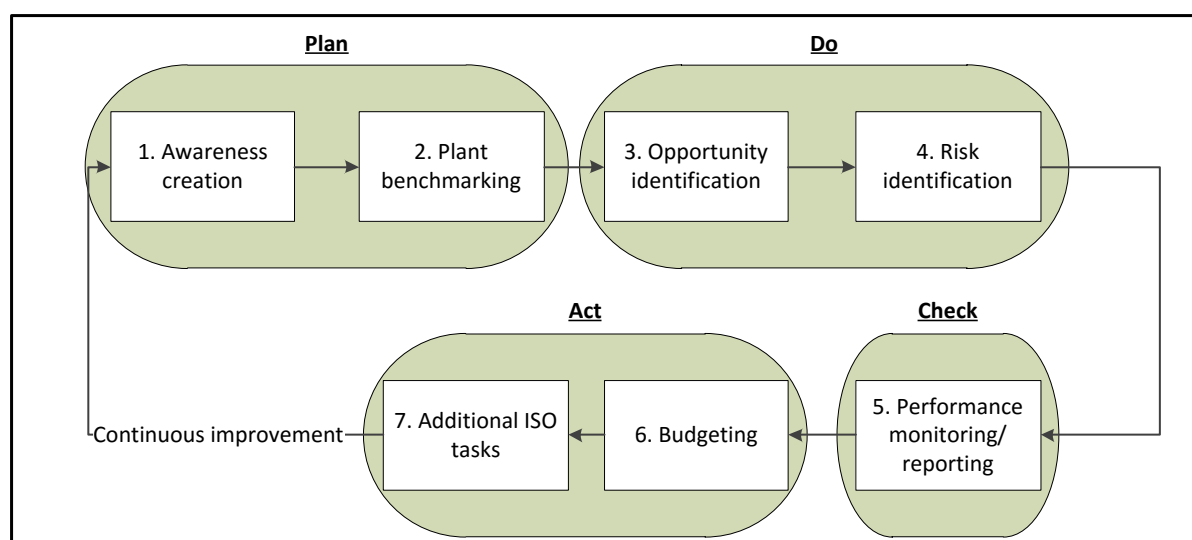 Plan
Do
1. Awareness
creation
2. Plant
benchmarking
3. Opportunity
identification
4. Risk
identification
Act
Check
Continuous improvement
7. Additional ISO
tasks
6. Budgeting
5. Performance
monitoring/
reporting